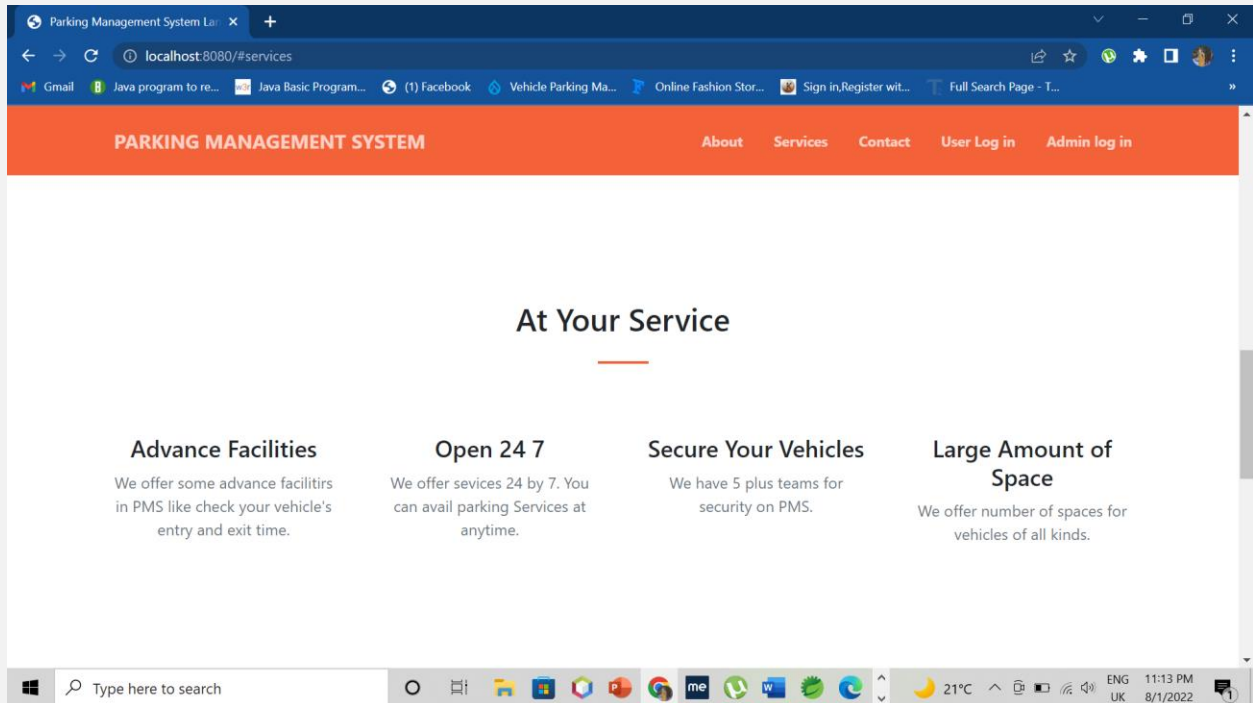 Parking Management System Lan
localhost:8080/#services
Gmail Java program to re... Java Basic Program... (1) Facebook Vehicle Parking Ma... Online Fashion Stor... Sign in,Register wit... Full Search Page - T... »
PARKING MANAGEMENT SYSTEM About Services Contact User Log in Admin log in
At Your Service
Advance Facilities
We offer some advance facilitirs
in PMS like check your vehicle's
entry and exit time.
Open 24 7
We offer sevices 24 by 7. You
can avail parking Services at
anytime.
Secure Your Vehicles
We have 5 plus teams for
security on PMS.
Large Amount of
Space
We offer number of spaces for
vehicles of all kinds.
Type here to search
me
21°C
ENG
UK
11:13 PM
8/1/2022
1